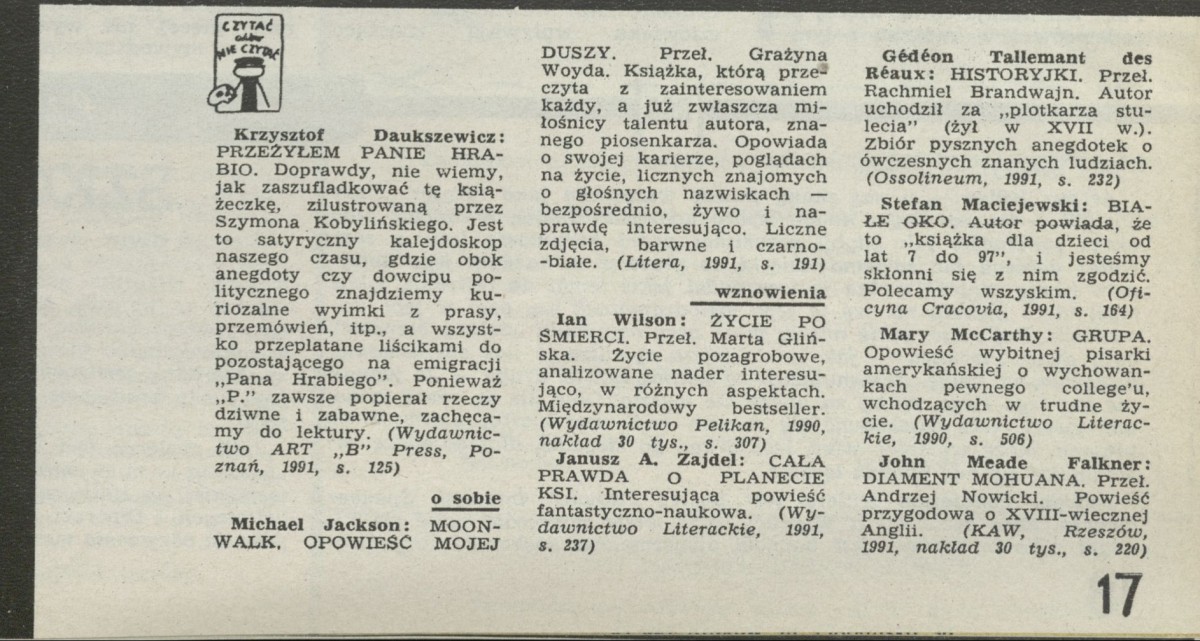 CZYTAĆ
albo
NIE CZYTAĆ
Krzysztof Daukszewicz:
PRZEŻYŁEM PANIE HRA-
BIO. Doprawdy, nie wiemy,
jak zaszufladkować tę ksią-
żeczkę, zilustrowaną przez
Szymona Kobylińskiego. Jest
to satyryczny kalejdoskop
naszego czasu, gdzie obok
anegdoty czy dowcipu po-
litycznego znajdziemy ku-
riozalne wyimki z prasy,
przemówień, itp., a wszyst-
ko przeplatane liścikami do
pozostającego na emigracji
„Pana Hrabiego”. Ponieważ
„P.” zawsze popierał rzeczy
dziwne i zabawne, zachęca-
my do lektury. (Wydawnic-
two ART „B” Press, Po-
znań, 1991, s. 125)
o sobie
Michael Jackson: MOON-
WALK. OPOWIEŚĆ MOJEJ
DUSZY. Przeł. Grażyna
Woyda. Książka, którą prze-
czyta z zainteresowaniem
każdy, a już zwłaszcza mi-
łośnicy talentu autora, zna-
nego piosenkarza. Opowiada
o swojej karierze, poglądach
na życie, licznych znajomych
o głośnych nazwiskach —
bezpośrednio, żywo i na-
prawdę interesująco. Liczne
zdjęcia, barwne i czarno-
-białe. (Litera, 1991, s. 191)
wznowienia
Ian Wilson: ŻYCIE PO
ŚMIERCI. Przeł. Marta Gliń-
ska. Życie pozagrobowe,
analizowane nader interesu-
jąco, w różnych aspektach.
Międzynarodowy bestseller.
(Wydawnictwo Pelikan, 1990,
nakład 30 tys., s. 307)
Janusz A. Zajdel: CAŁA
PRAWDA O PLANECIE
KSI. Interesująca powieść
fantastyczno-naukowa. (Wy-
dawnictwo Literackie, 1991,
s. 237)
Gédéon Tallemant des
Réaux: HISTORYJKI. Przeł.
Rachmiel Brandwajn. Autor
uchodził za „plotkarza stu-
lecia” (żył w XVII w.).
Zbiór pysznych anegdotek o
ówczesnych znanych ludziach.
(Ossolineum, 1991, s. 232)
Stefan Maciejewski: BIA-
ŁE OKO. Autor powiada, że
to „książka dla dzieci od
lat 7 do 97”, i jesteśmy
skłonni się z nim zgodzić.
Polecamy wszyskim. (Ofi-
cyna Cracovia, 1991, s. 164)
Mary McCarthy: GRUPA.
Opowieść wybitnej pisarki
amerykańskiej o wychowan-
kach pewnego college'u,
wchodzących w trudne ży-
cie. (Wydawnictwo Literac-
kie, 1990, s. 506)
John Meade Falkner:
DIAMENT MOHUANA. Przeł.
Andrzej Nowicki. Powieść
przygodowa o XVIII-wiecznej
Anglii. (KAW, Rzeszów,
1991, nakład 30 tys., s. 220)
17